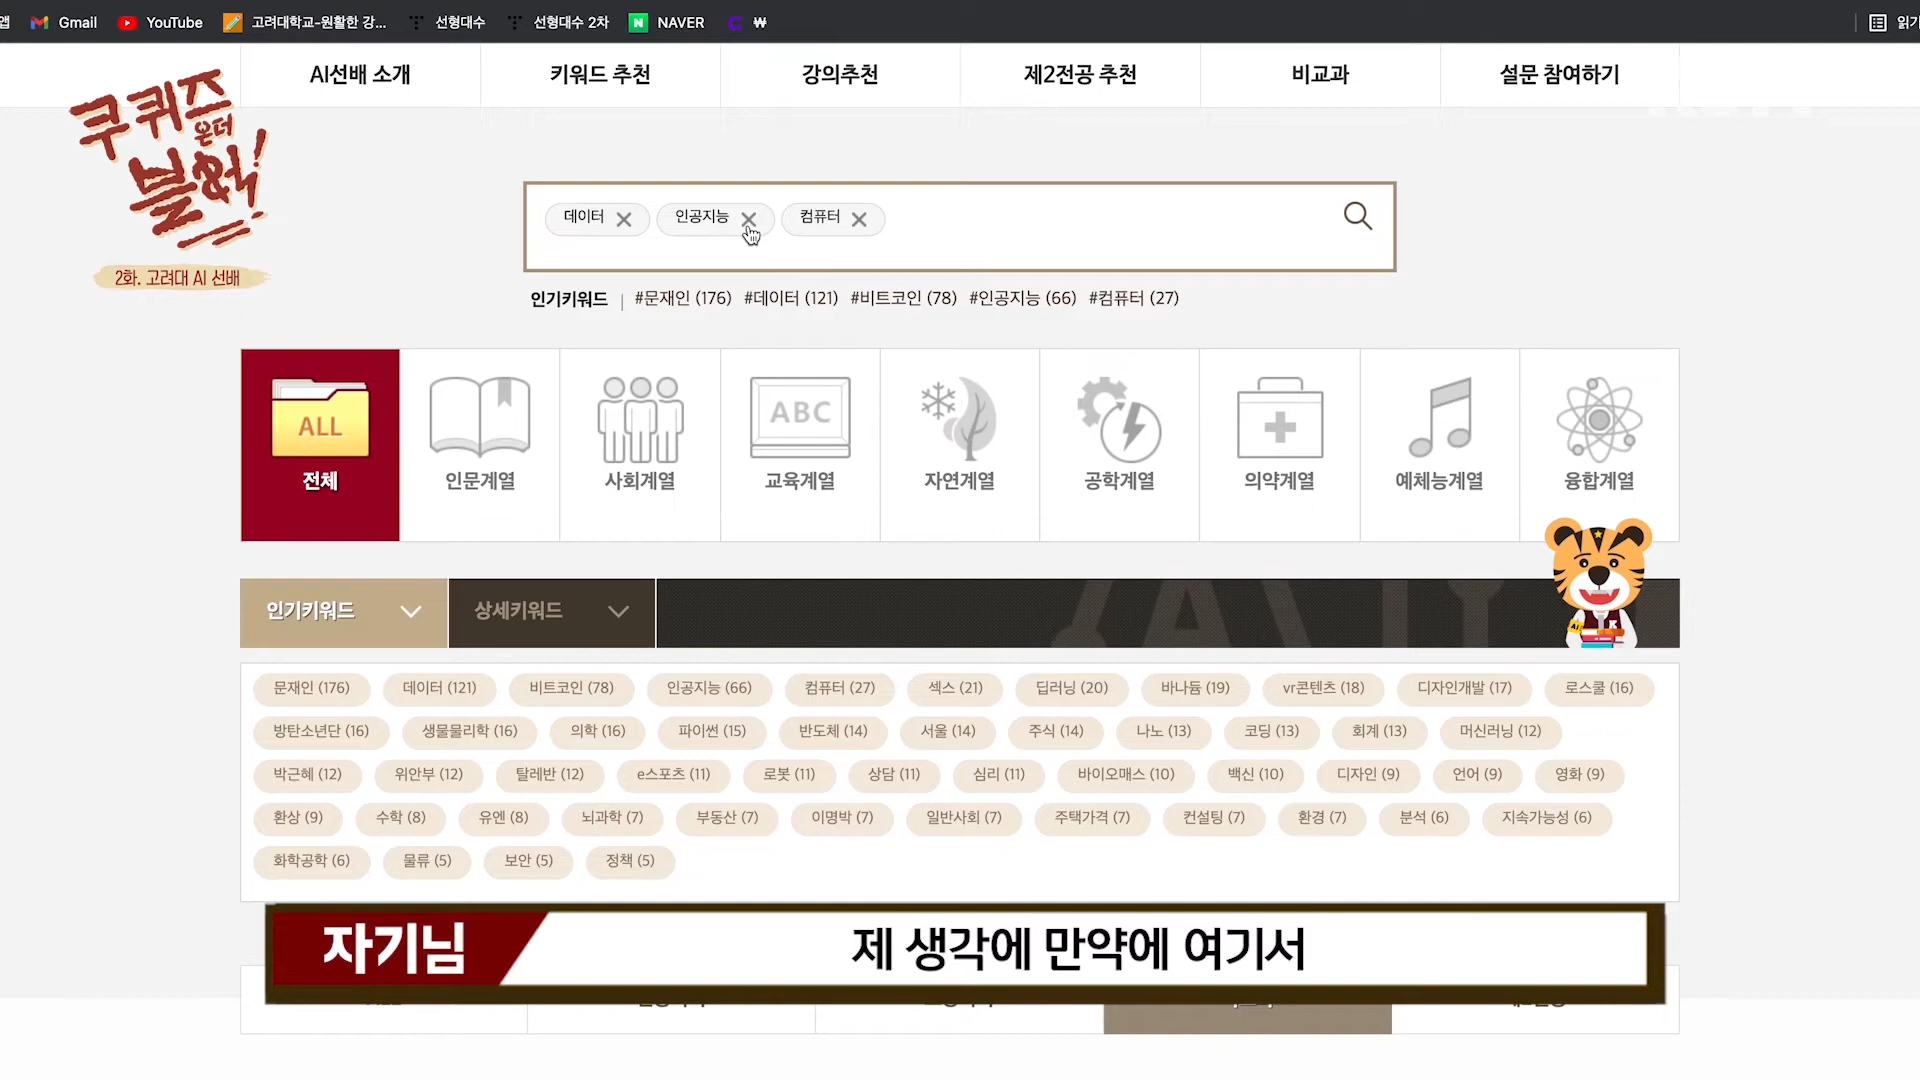 앱 Gmail YouTube 고려대학교-원활한 강... 선형대수 선형대수 2차 NAVER ₩ 읽기
AI선배 소개 키워드 추천 강의추천 제2전공 추천 비교과 설문 참여하기
쿠퀴즈
온더
블럭!
2화. 고려대 AI 선배
데이터 인공지능 컴퓨터
인기키워드 | #문재인 (176) #데이터 (121) #비트코인 (78) #인공지능 (66) #컴퓨터 (27)
ALL ABC
전체 인문계열 사회계열 교육계열 자연계열 공학계열 의약계열 예체능계열 융합계열
인기키워드 상세키워드
AI K
문재인 (176) 데이터 (121) 비트코인 (78) 인공지능 (66) 컴퓨터 (27) 섹스 (21) 딥러닝 (20) 바나듐 (19) vr콘텐츠 (18) 디자인개발 (17) 로스쿨 (16)
방탄소년단 (16) 생물물리학 (16) 의학 (16) 파이썬 (15) 반도체 (14) 서울 (14) 주식 (14) 나노 (13) 코딩 (13) 회계 (13) 머신러닝 (12)
박근혜 (12) 위안부 (12) 탈레반 (12) e스포츠 (11) 로봇 (11) 상담 (11) 심리 (11) 바이오매스 (10) 백신 (10) 디자인 (9) 언어 (9) 영화 (9)
환상 (9) 수학 (8) 유엔 (8) 뇌과학 (7) 부동산 (7) 이명박 (7) 일반사회 (7) 주택가격 (7) 컨설팅 (7) 환경 (7) 분석 (6) 지속가능성 (6)
화학공학 (6) 물류 (5) 보안 (5) 정책 (5)
자기님 제 생각에 만약에 여기서